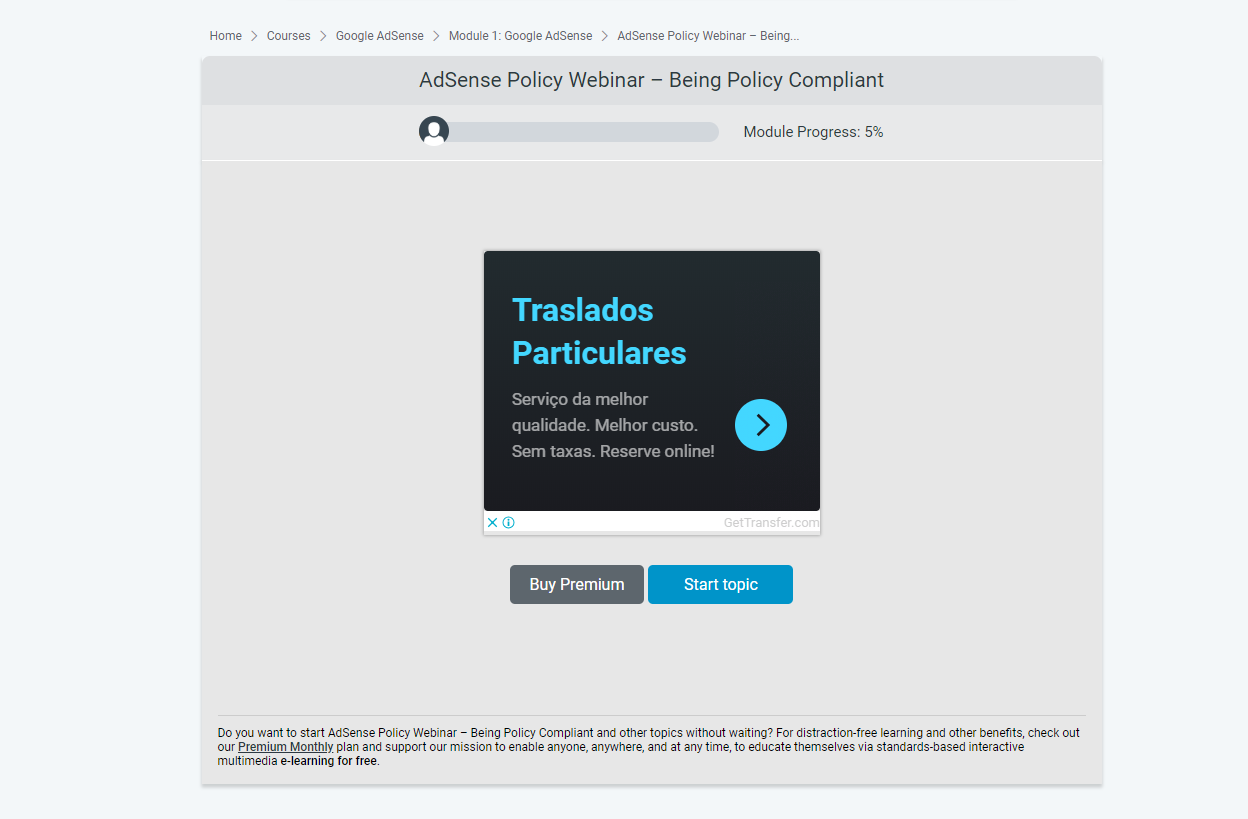 Home > Courses > Google AdSense > Module 1: Google AdSense > AdSense Policy Webinar – Being...
AdSense Policy Webinar – Being Policy Compliant
Module Progress: 5%
Traslados
Particulares
Serviço da melhor
qualidade. Melhor custo.
Sem taxas. Reserve online!
GetTransfer.com
Buy Premium Start topic
Do you want to start AdSense Policy Webinar – Being Policy Compliant and other topics without waiting? For distraction-free learning and other benefits, check out
our Premium Monthly plan and support our mission to enable anyone, anywhere, and at any time, to educate themselves via standards-based interactive
multimedia e-learning for free.